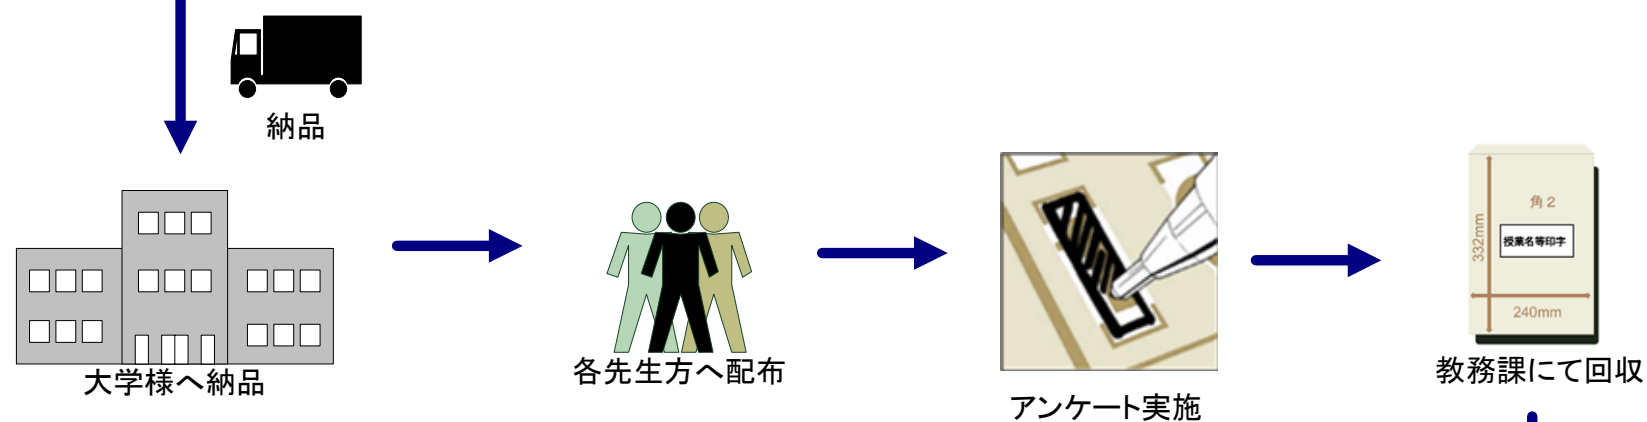 納品
大学様へ納品
各先生方へ配布
アンケート実施
角2
332mm
授業名等印字
240mm
教務課にて回収